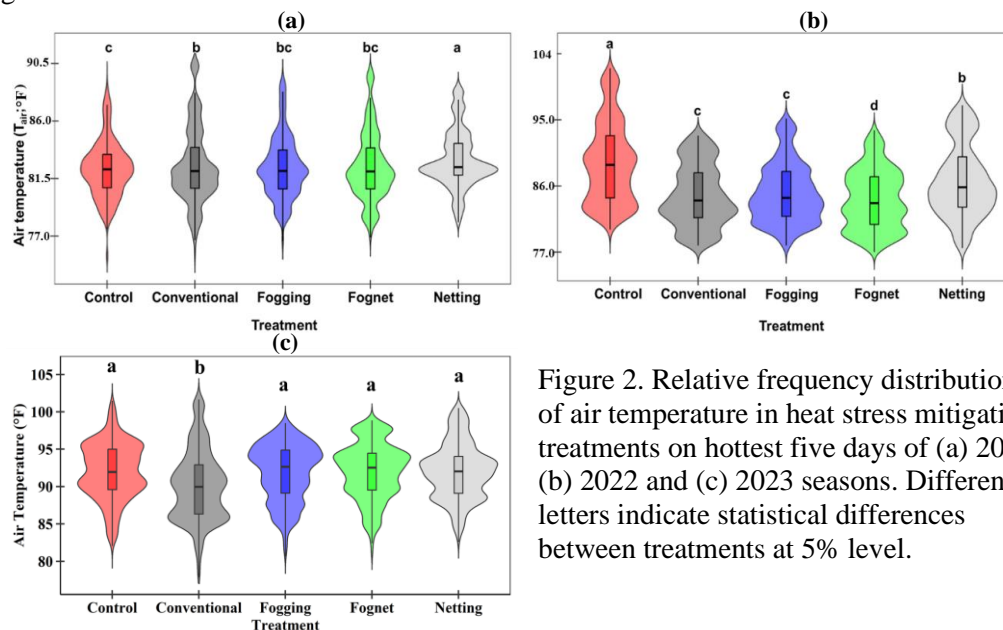 (a)
c b bc bc a
90.5
86.0
81.5
77.0
Air temperature (Tair;°F)
Control Conventional Fogging Fognet Netting
Treatment
(b)
a c c d b
104
95.0
86.0
77.0
Control Conventional Fogging Fognet Netting
Treatment
(c)
a b a a a
105
100
95
90
85
80
Air Temperature (°F)
Control Conventional Fogging Fognet Netting
Treatment
Figure 2. Relative frequency distribution
of air temperature in heat stress
treatments on hottest five days of (a)
(b) 2022 and (c) 2023 seasons.
letters indicate statistical differences
between treatments at 5% level.